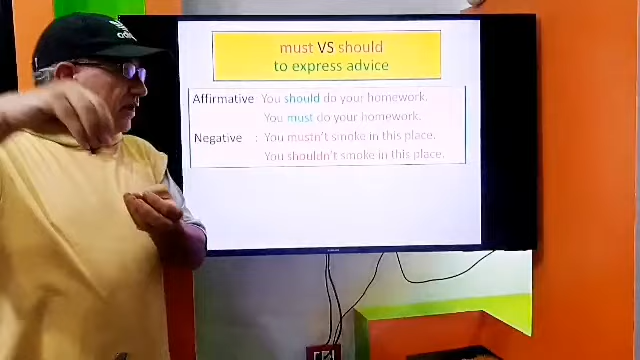 must VS should
to express advice
Affirmative You should do your homework.
You must do your homework.
Negative : You mustn't smoke in this place.
You shouldn't smoke in this place.